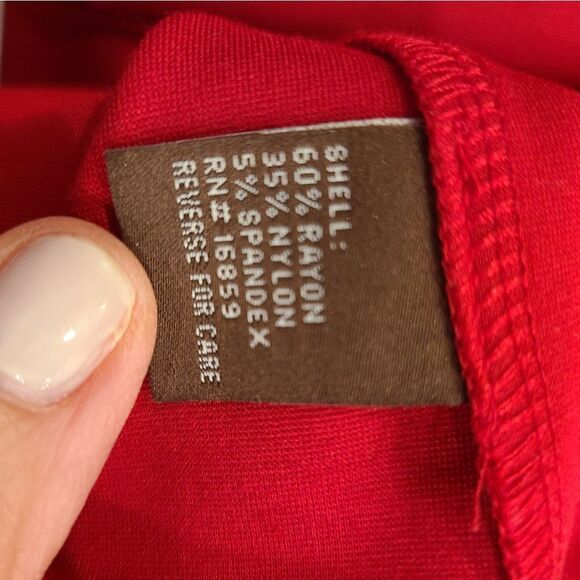 SHELL:
60% RAYON
35% NYLON
5% SPANDEX
RN# 16859
REVERSE FOR CARE